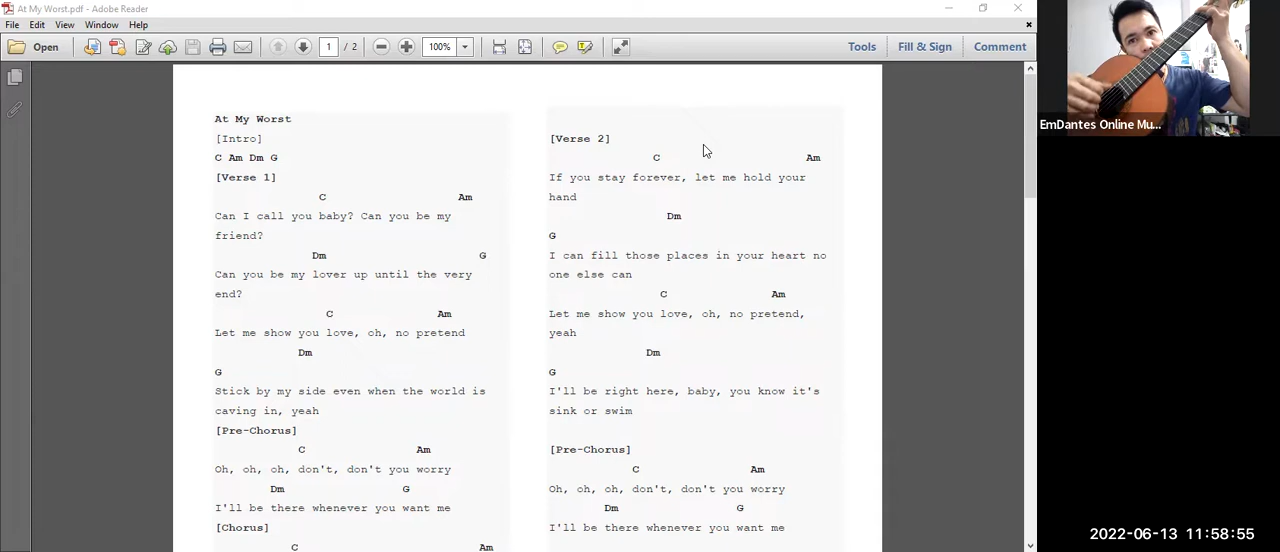 At My Worst.pdf - Adobe Reader
File Edit View Window Help
Open 1 / 2 100% Tools Fill & Sign Comment
At My Worst
[Intro]
C Am Dm G
[Verse 1]
C Am
Can I call you baby? Can you be my
friend?
Dm G
Can you be my lover up until the very
end?
C Am
Let me show you love, oh, no pretend
Dm
G
Stick by my side even when the world is
caving in, yeah
[Pre-Chorus]
C Am
Oh, oh, oh, don't, don't you worry
Dm G
I'll be there whenever you want me
[Chorus]
C Am
[Verse 2]
C Am
If you stay forever, let me hold your
hand
Dm
G
I can fill those places in your heart no
one else can
C Am
Let me show you love, oh, no pretend,
yeah
Dm
G
I'll be right here, baby, you know it's
sink or swim
[Pre-Chorus]
C Am
Oh, oh, oh, don't, don't you worry
Dm G
I'll be there whenever you want me
EmDantes Online Mu...
2022-06-13 11:58:55